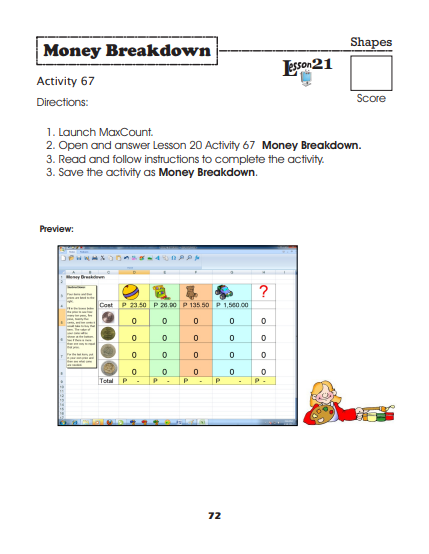 Money Breakdown
Shapes
Lesson 21
Activity 67
Score
Directions:
1. Launch MaxCount.
2. Open and answer Lesson 20 Activity 67 Money Breakdown.
3. Read and follow instructions to complete the activity.
3. Save the activity as Money Breakdown.
Preview:
Money Breakdown
?
Cost P 23.50 P 26.90 P 135.50 P 1,560.00
0 0 0 0 0
0 0 0 0 0
0 0 0 0 0
0 0 0 0 0
Total P - P - P - P - P -
72